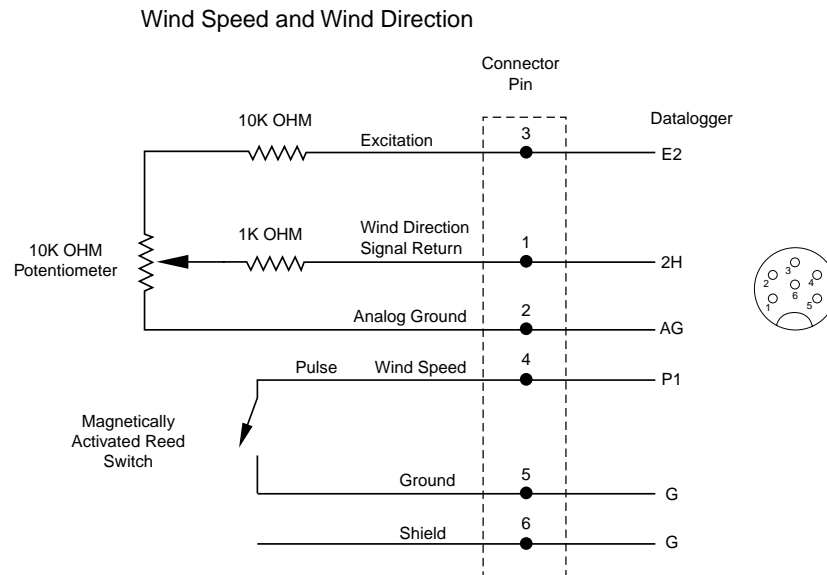 Wind Speed and Wind Direction
Connector
Pin
Datalogger
10K OHM
Excitation
3
E2
10K OHM
Potentiometer
1K OHM
Wind Direction
Signal Return
1
2H
Analog Ground
2
AG
Pulse
Wind Speed
4
P1
Magnetically
Activated Reed
Switch
Ground
5
G
Shield
6
G
3
2
4
6
1
5